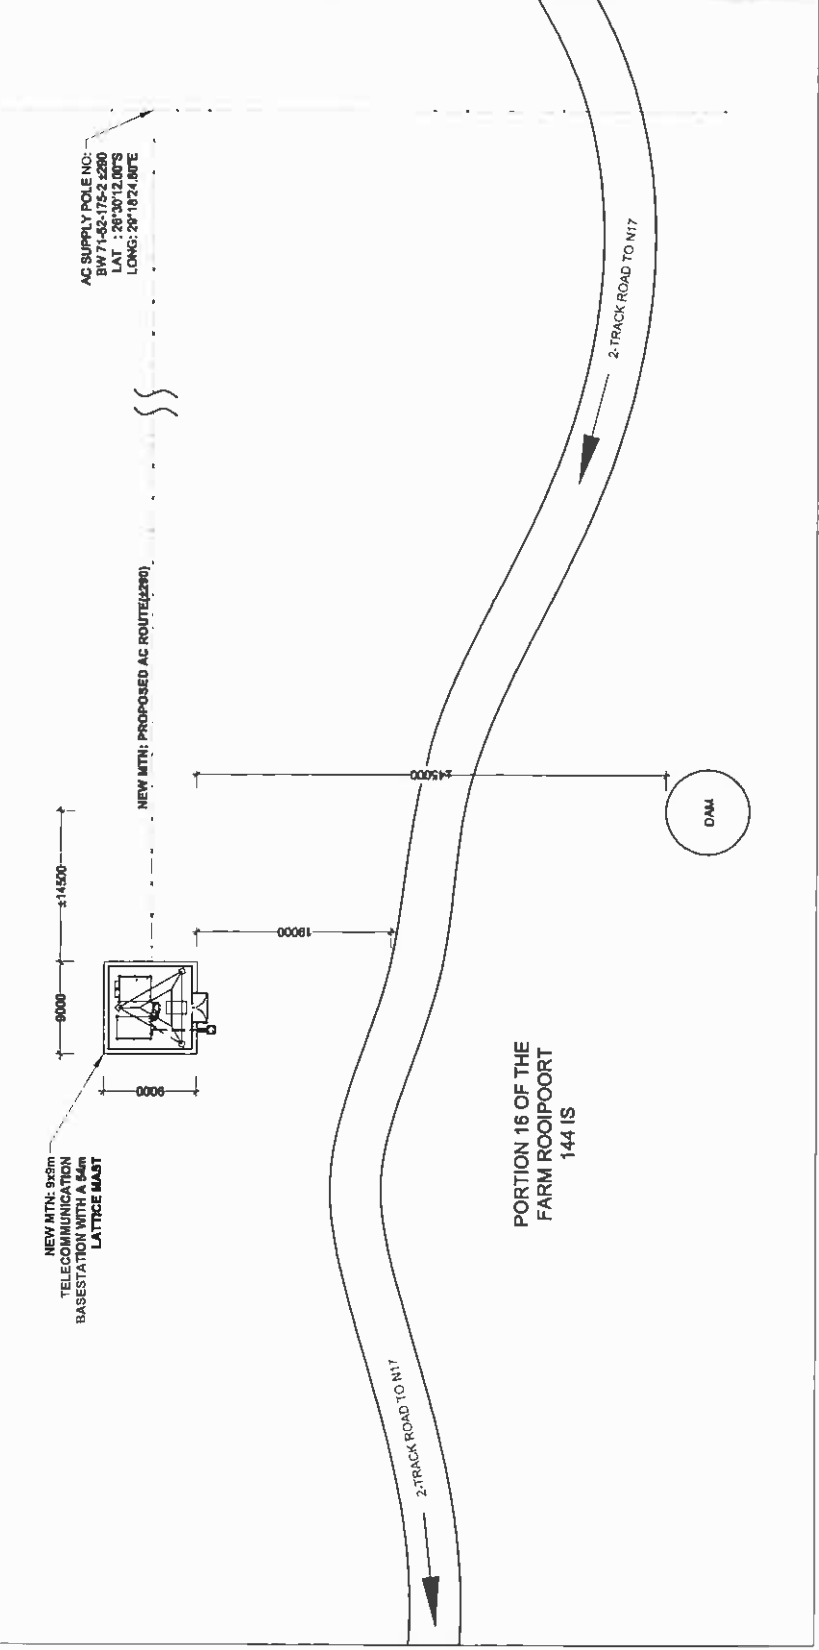 NEW MTN: 9x9m
TELECOMMUNICATION
BASESTATION WITH A 54m
LATTICE MAST
9000
9000
±14500
19000
±45000
NEW MTN: PROPOSED AC ROUTE(±290)
AC SUPPLY POLE NO:
BW 71-52-175-2 ±290
LAT : 26°30'12.00"S
LONG: 29°18'24.80"E
2-TRACK ROAD TO N17
PORTION 16 OF THE
FARM ROOIPOORT
144 IS
DAM
2-TRACK ROAD TO N17